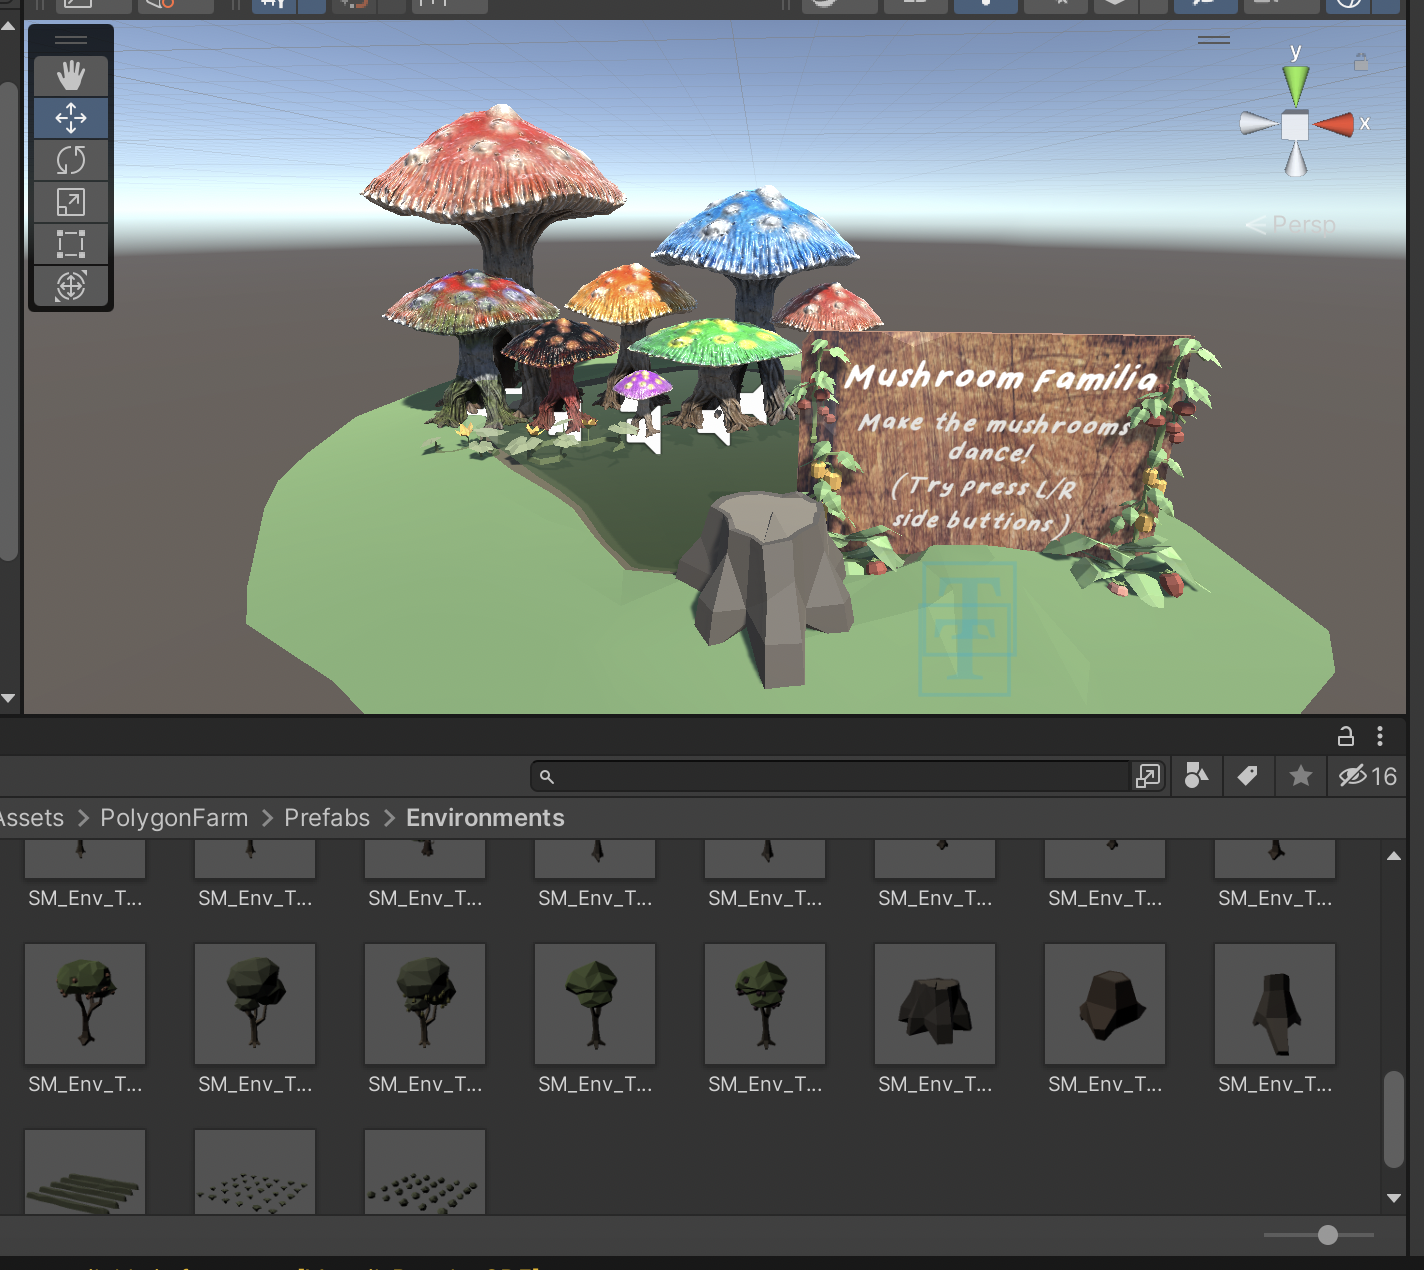 y
x
< Persp
Mushroom Familia
Make the mushrooms
dance!
(Try press L/R
side buttions)
T
T
16
Assets > PolygonFarm > Prefabs > Environments
SM_Env_T... SM_Env_T... SM_Env_T... SM_Env_T... SM_Env_T... SM_Env_T... SM_Env_T... SM_Env_T...
SM_Env_T... SM_Env_T... SM_Env_T... SM_Env_T... SM_Env_T... SM_Env_T... SM_Env_T... SM_Env_T...